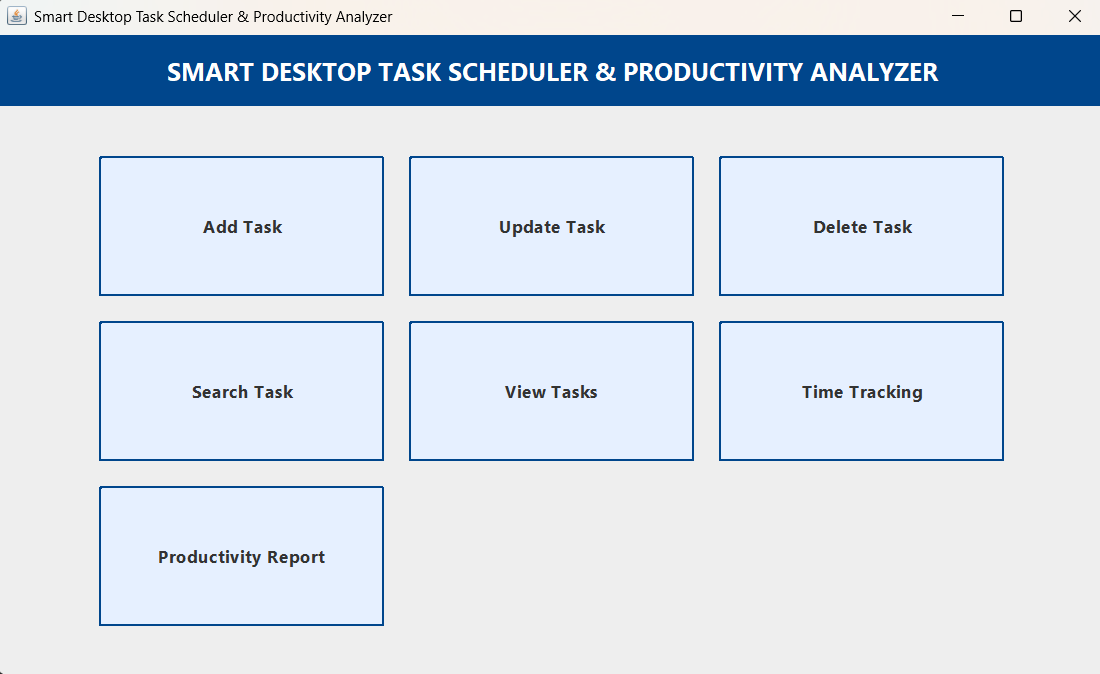 Smart Desktop Task Scheduler & Productivity Analyzer
SMART DESKTOP TASK SCHEDULER & PRODUCTIVITY ANALYZER
Add Task
Update Task
Delete Task
Search Task
View Tasks
Time Tracking
Productivity Report